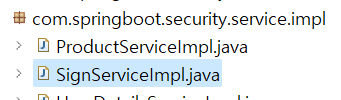 com.springboot.security.service.impl
ProductServiceImpl.java
SignServiceImpl.java